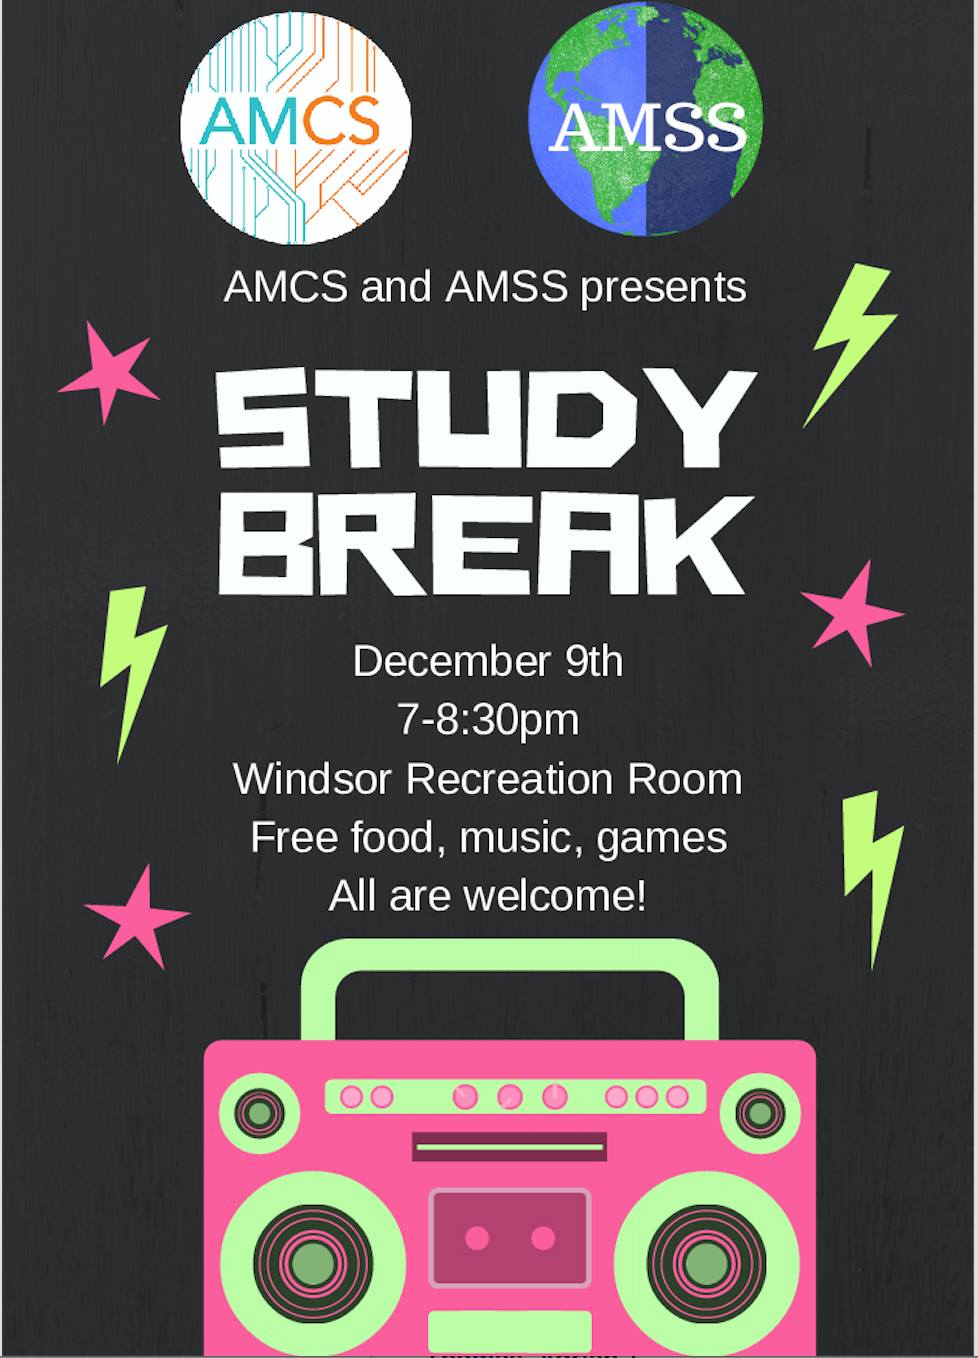 AMCS
AMSS
AMCS and AMSS presents
STUDY
BREAK
December 9th
7-8:30pm
Windsor Recreation Room
Free food, music, games
All are welcome!